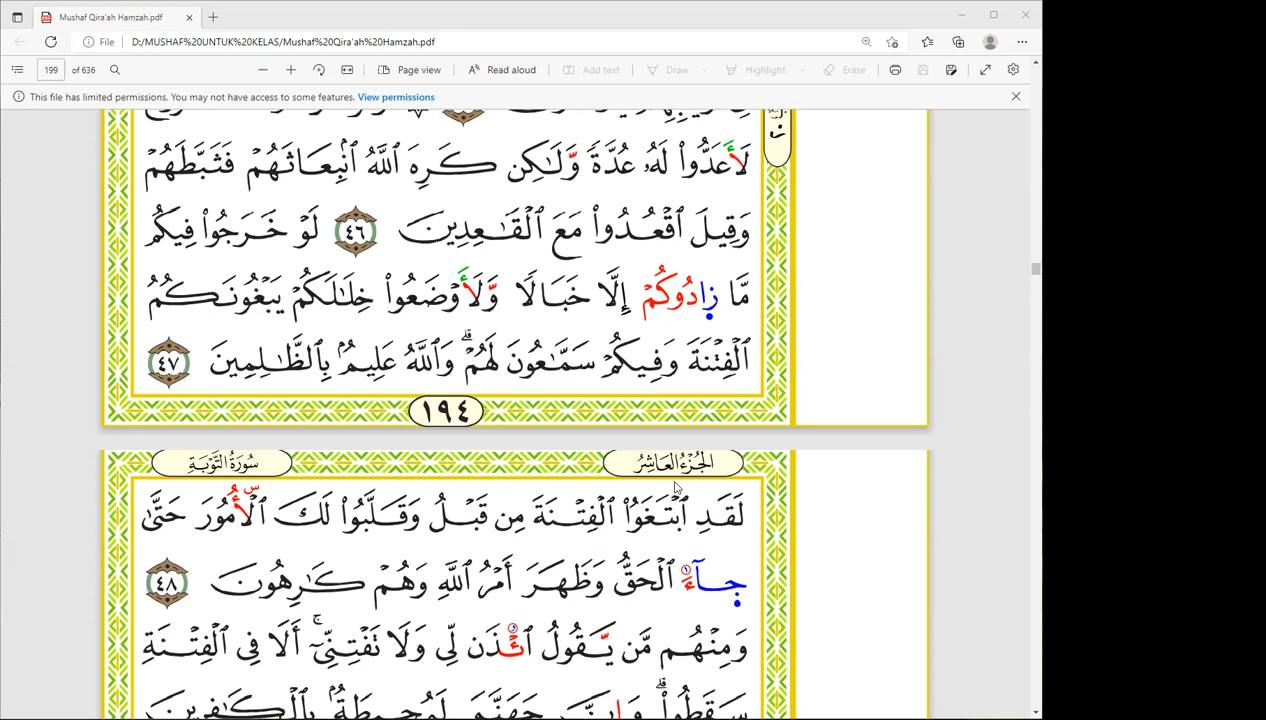 Mushaf Qira'ah Hamzah.pdf
File D:/MUSHAF%20UNTUK%20KELAS/Mushaf%20Qira'ah%20Hamzah.pdf
199 of 636 Page view Read aloud Add text Draw Highlight Erase
This file has limited permissions. You may not have access to some features. View permissions
لَأَعَدُّواْ لَهُۥ عُدَّةٗ وَّلَٰكِن كَرِهَ ٱللَّهُ ٱنۢبِعَاثَهُمۡ فَثَبَّطَهُمۡ
وَقِيلَ ٱقۡعُدُواْ مَعَ ٱلۡقَٰعِدِينَ ٤٦ لَوۡ خَرَجُواْ فِيكُم
مَّا زَادُوكُمۡ إِلَّا خَبَالٗا وَّلَأَوۡضَعُواْ خِلَٰلَكُمۡ يَبۡغُونَكُمُ
ٱلۡفِتۡنَةَ وَفِيكُمۡ سَمَّٰعُونَ لَهُمۡۗ وَٱللَّهُ عَلِيمُۢ بِٱلظَّٰلِمِينَ ٤٧
١٩٤
الجُزْءُ العَاشِرُ سُورَةُ التَّوْبَةِ
لَقَدِ ٱبۡتَغَوُاْ ٱلۡفِتۡنَةَ مِن قَبۡلُ وَقَلَّبُواْ لَكَ ٱلۡأُمُورَ حَتَّىٰ
جَآءَ ٱلۡحَقُّ وَظَهَرَ أَمۡرُ ٱللَّهِ وَهُمۡ كَٰرِهُونَ ٤٨
وَمِنۡهُم مَّن يَّقُولُ ٱئۡذَن لِّي وَلَا تَفۡتِنِّيٓۚ أَلَا فِي ٱلۡفِتۡنَةِ
سَقَطُواْۗ وَإِنَّ جَهَنَّمَ لَمُحِيطَةُۢ بِٱلۡكَٰفِرِينَ